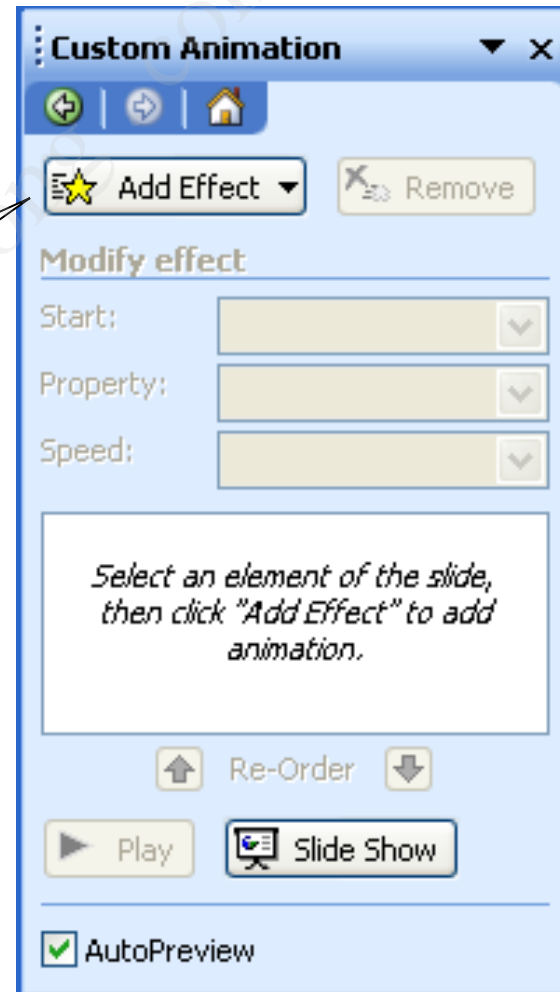 Custom Animation
Add Effect
Remove
Modify effect
Start:
Property:
Speed:
Select an element of the slide,
then click "Add Effect" to add
animation.
Re-Order
Play
Slide Show
AutoPreview